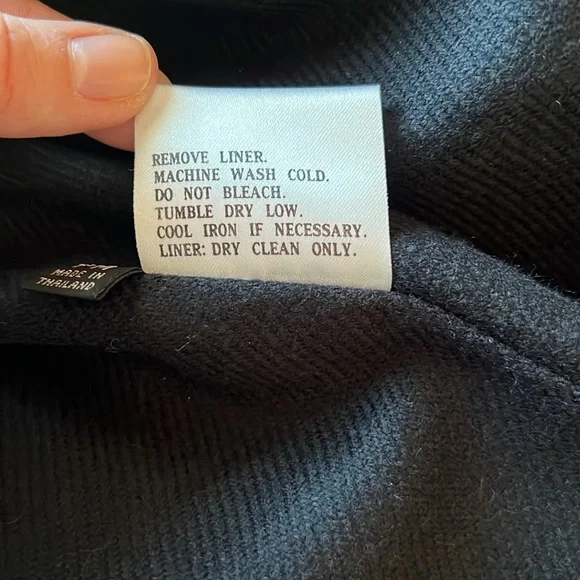 REMOVE LINER.
MACHINE WASH COLD.
DO NOT BLEACH.
TUMBLE DRY LOW.
COOL IRON IF NECESSARY.
LINER: DRY CLEAN ONLY.
MADE IN
THAILAND